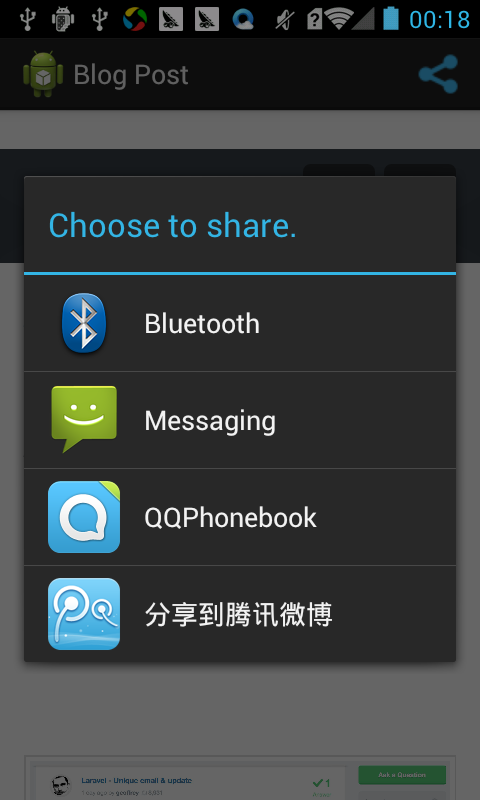 00:18
Blog Post
Choose to share.
Bluetooth
Messaging
QQPhonebook
分享到腾讯微博
Laravel - Unique email & update
1
Ask a Question